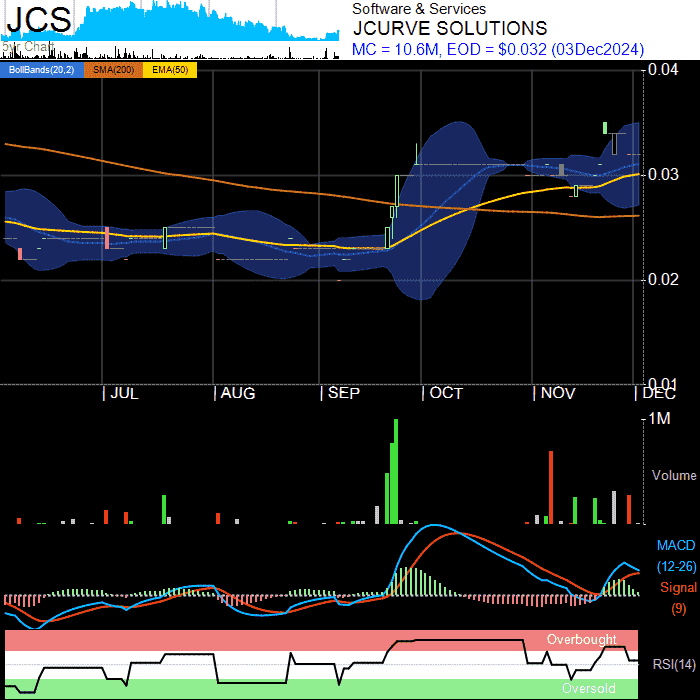 JCS
5yr Chart
Software & Services
JCURVE SOLUTIONS
MC = 10.6M, EOD = $0.032 (03Dec2024)
BollBands(20,2) SMA(200) EMA(50)
0.04
0.03
0.02
0.01
JUL AUG SEP OCT NOV DEC
1M
Volume
MACD
(12-26)
Signal
(9)
Overbought
RSI(14)
Oversold